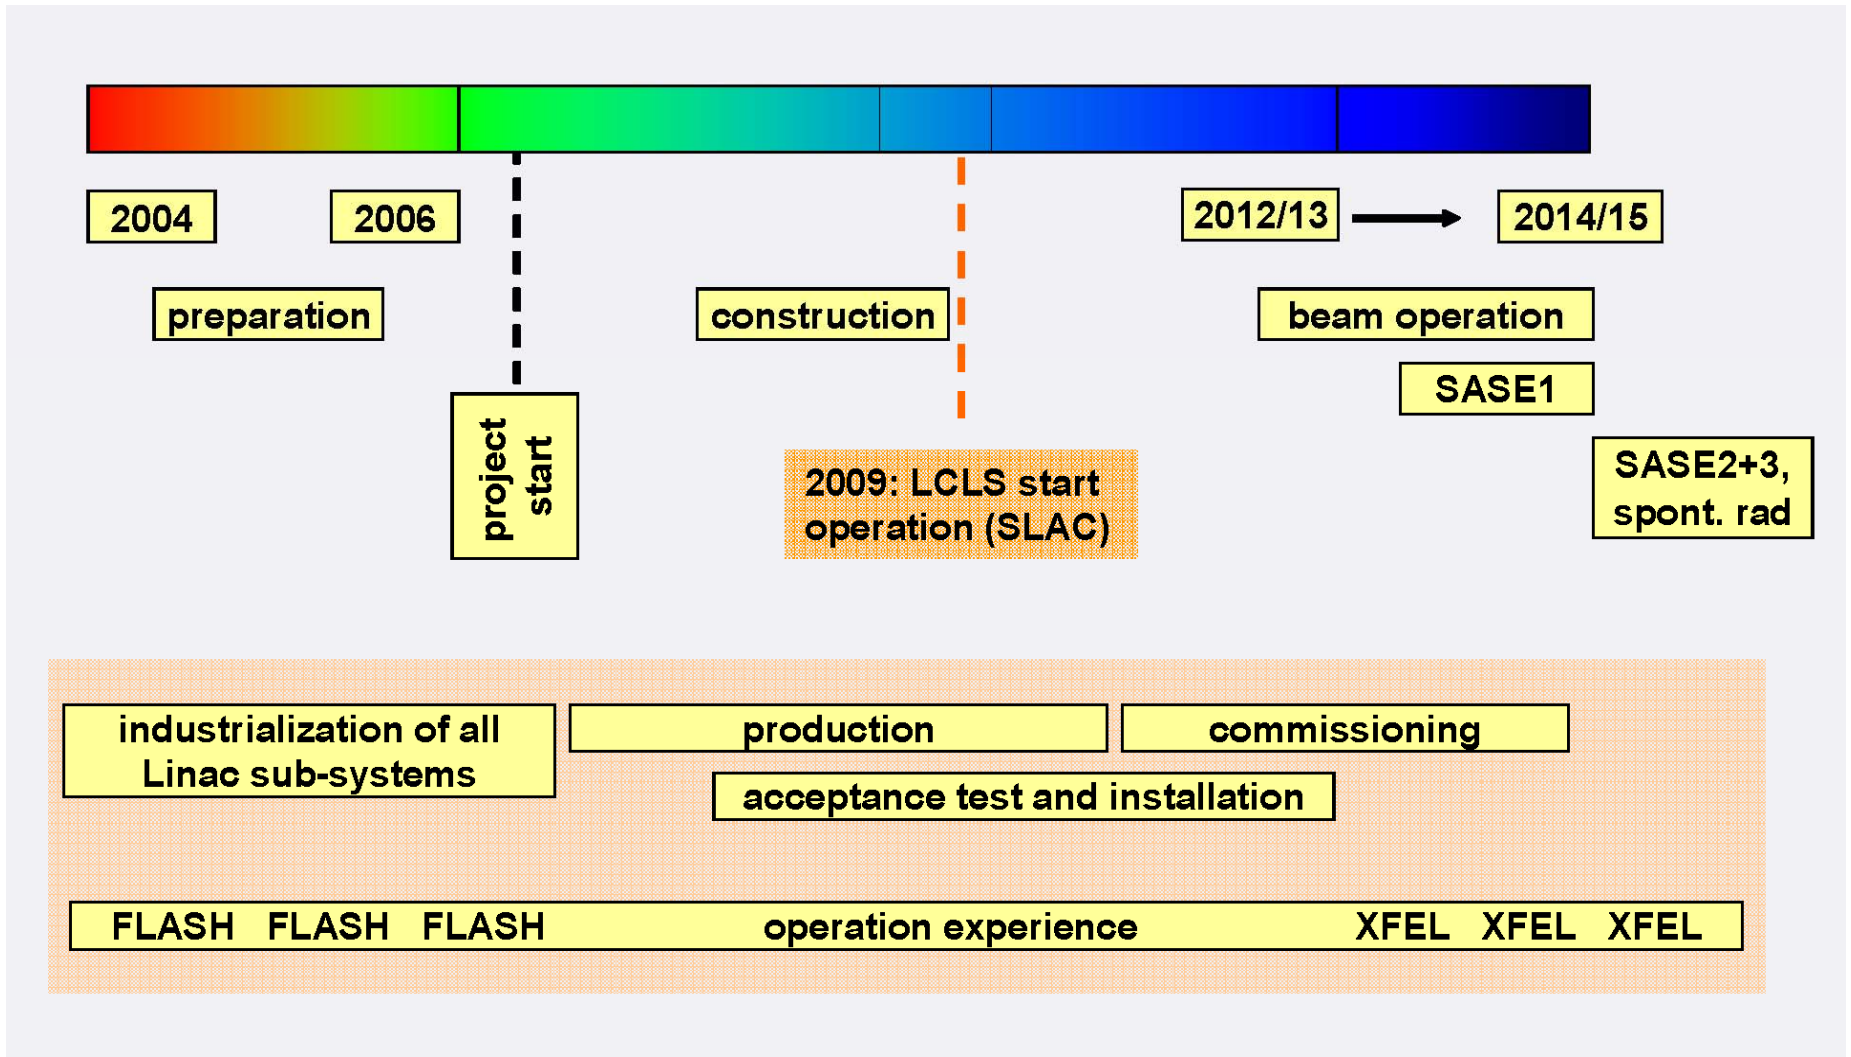 2004
2006
2012/13
2014/15
preparation
construction
beam operation
SASE1
project
start
SASE2+3,
spont. rad
2009: LCLS start
operation (SLAC)
industrialization of all
Linac sub-systems
production
commissioning
acceptance test and installation
FLASH FLASH FLASH operation experience XFEL XFEL XFEL